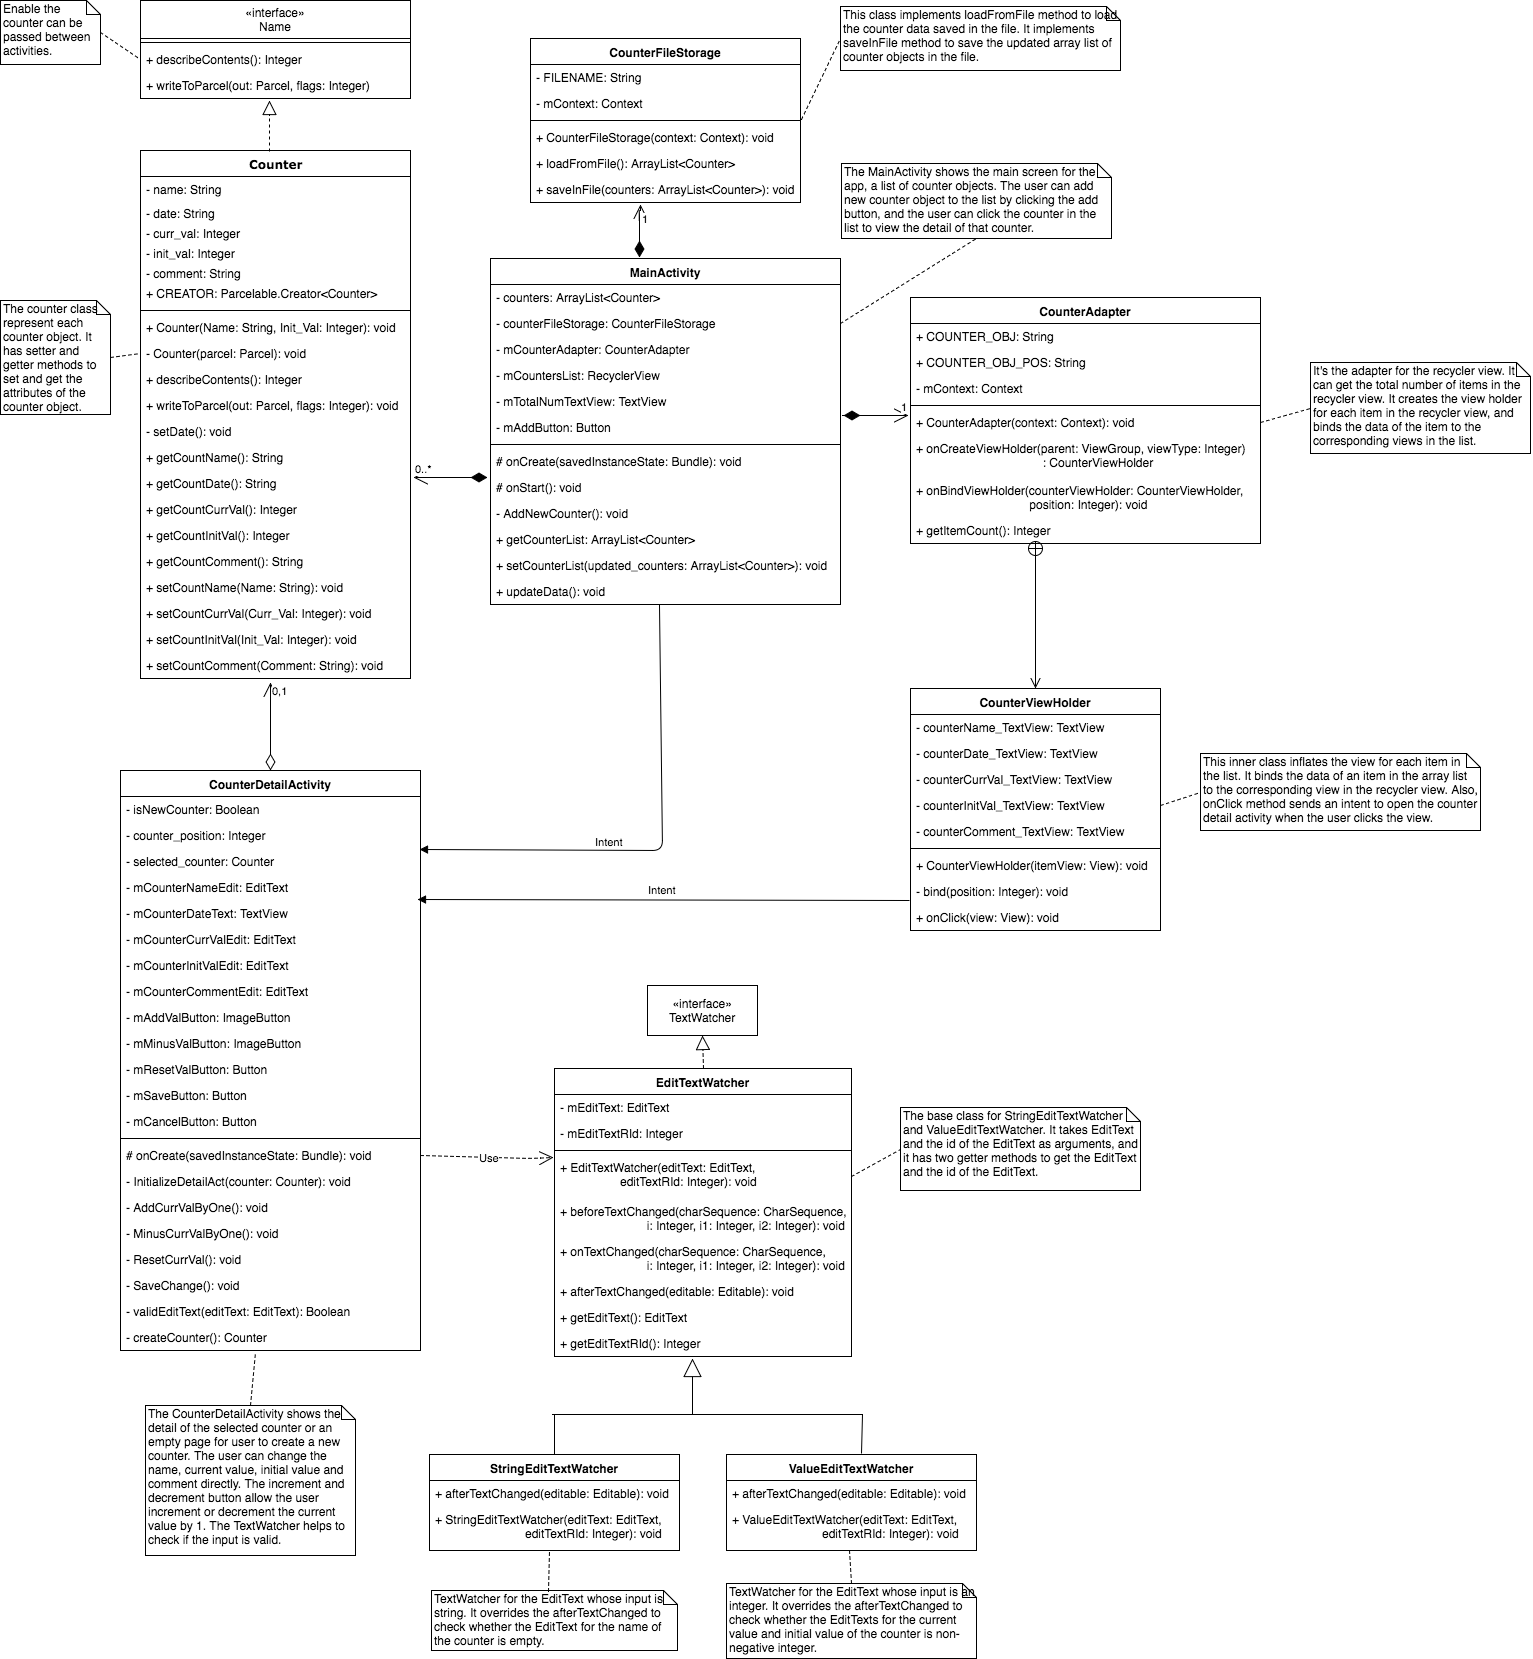 Enable the
counter can be
passed between
activities.
«interface»
Name
+ describeContents(): Integer
+ writeToParcel(out: Parcel, flags: Integer)
CounterFileStorage
- FILENAME: String
- mContext: Context
+ CounterFileStorage(context: Context): void
+ loadFromFile(): ArrayList<Counter>
+ saveInFile(counters: ArrayList<Counter>): void
This class implements loadFromFile method to load
the counter data saved in the file. It implements
saveInFile method to save the updated array list of
counter objects in the file.
Counter
- name: String
- date: String
- curr_val: Integer
- init_val: Integer
- comment: String
+ CREATOR: Parcelable.Creator<Counter>
+ Counter(Name: String, Init_Val: Integer): void
- Counter(parcel: Parcel): void
+ describeContents(): Integer
+ writeToParcel(out: Parcel, flags: Integer): void
- setDate(): void
+ getCountName(): String
+ getCountDate(): String
+ getCountCurrVal(): Integer
+ getCountInitVal(): Integer
+ getCountComment(): String
+ setCountName(Name: String): void
+ setCountCurrVal(Curr_Val: Integer): void
+ setCountInitVal(Init_Val: Integer): void
+ setCountComment(Comment: String): void
The counter class
represent each
counter object. It
has setter and
getter methods to
set and get the
attributes of the
counter object.
1
The MainActivity shows the main screen for the
app, a list of counter objects. The user can add
new counter object to the list by clicking the add
button, and the user can click the counter in the
list to view the detail of that counter.
MainActivity
- counters: ArrayList<Counter>
- counterFileStorage: CounterFileStorage
- mCounterAdapter: CounterAdapter
- mCountersList: RecyclerView
- mTotalNumTextView: TextView
- mAddButton: Button
# onCreate(savedInstanceState: Bundle): void
# onStart(): void
- AddNewCounter(): void
+ getCounterList: ArrayList<Counter>
+ setCounterList(updated_counters: ArrayList<Counter>): void
+ updateData(): void
0..*
1
CounterAdapter
+ COUNTER_OBJ: String
+ COUNTER_OBJ_POS: String
- mContext: Context
+ CounterAdapter(context: Context): void
+ onCreateViewHolder(parent: ViewGroup, viewType: Integer)
: CounterViewHolder
+ onBindViewHolder(counterViewHolder: CounterViewHolder,
position: Integer): void
+ getItemCount(): Integer
It's the adapter for the recycler view. It
can get the total number of items in the
recycler view. It creates the view holder
for each item in the recycler view, and
binds the data of the item to the
corresponding views in the list.
0,1
CounterDetailActivity
- isNewCounter: Boolean
- counter_position: Integer
- selected_counter: Counter
- mCounterNameEdit: EditText
- mCounterDateText: TextView
- mCounterCurrValEdit: EditText
- mCounterInitValEdit: EditText
- mCounterCommentEdit: EditText
- mAddValButton: ImageButton
- mMinusValButton: ImageButton
- mResetValButton: Button
- mSaveButton: Button
- mCancelButton: Button
# onCreate(savedInstanceState: Bundle): void
- InitializeDetailAct(counter: Counter): void
- AddCurrValByOne(): void
- MinusCurrValByOne(): void
- ResetCurrVal(): void
- SaveChange(): void
- validEditText(editText: EditText): Boolean
- createCounter(): Counter
Intent
Intent
CounterViewHolder
- counterName_TextView: TextView
- counterDate_TextView: TextView
- counterCurrVal_TextView: TextView
- counterInitVal_TextView: TextView
- counterComment_TextView: TextView
+ CounterViewHolder(itemView: View): void
- bind(position: Integer): void
+ onClick(view: View): void
This inner class inflates the view for each item in
the list. It binds the data of an item in the array list
to the corresponding view in the recycler view. Also,
onClick method sends an intent to open the counter
detail activity when the user clicks the view.
«interface»
TextWatcher
Use
EditTextWatcher
- mEditText: EditText
- mEditTextRId: Integer
+ EditTextWatcher(editText: EditText,
editTextRId: Integer): void
+ beforeTextChanged(charSequence: CharSequence,
i: Integer, i1: Integer, i2: Integer): void
+ onTextChanged(charSequence: CharSequence,
i: Integer, i1: Integer, i2: Integer): void
+ afterTextChanged(editable: Editable): void
+ getEditText(): EditText
+ getEditTextRId(): Integer
The base class for StringEditTextWatcher
and ValueEditTextWatcher. It takes EditText
and the id of the EditText as arguments, and
it has two getter methods to get the EditText
and the id of the EditText.
The CounterDetailActivity shows the
detail of the selected counter or an
empty page for user to create a new
counter. The user can change the
name, current value, initial value and
comment directly. The increment and
decrement button allow the user
increment or decrement the current
value by 1. The TextWatcher helps to
check if the input is valid.
StringEditTextWatcher
+ afterTextChanged(editable: Editable): void
+ StringEditTextWatcher(editText: EditText,
editTextRId: Integer): void
ValueEditTextWatcher
+ afterTextChanged(editable: Editable): void
+ ValueEditTextWatcher(editText: EditText,
editTextRId: Integer): void
TextWatcher for the EditText whose input is
string. It overrides the afterTextChanged to
check whether the EditText for the name of
the counter is empty.
TextWatcher for the EditText whose input is an
integer. It overrides the afterTextChanged to
check whether the EditTexts for the current
value and initial value of the counter is non-
negative integer.